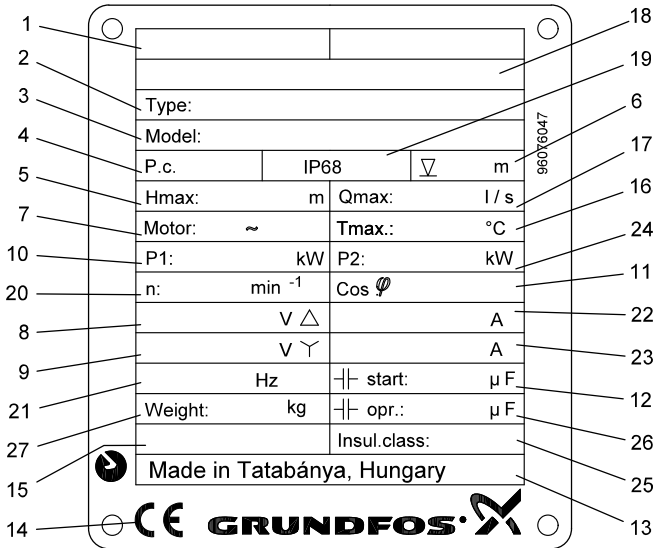 1 18
2 19
3 Type: 6
4 Model: 96076047 17
5 P.c. IP68 m 16
7 Hmax: m Qmax: l / s 24
10 Motor: ~ Tmax.: °C 11
20 P1: kW P2: kW 22
8 n: min -1 Cos φ 23
9 V △ A 12
21 V Y A 26
27 Hz start: µ F 25
15 Weight: kg opr.: µ F 13
14 Insul.class:
Made in Tatabánya, Hungary
CE GRUNDFOS